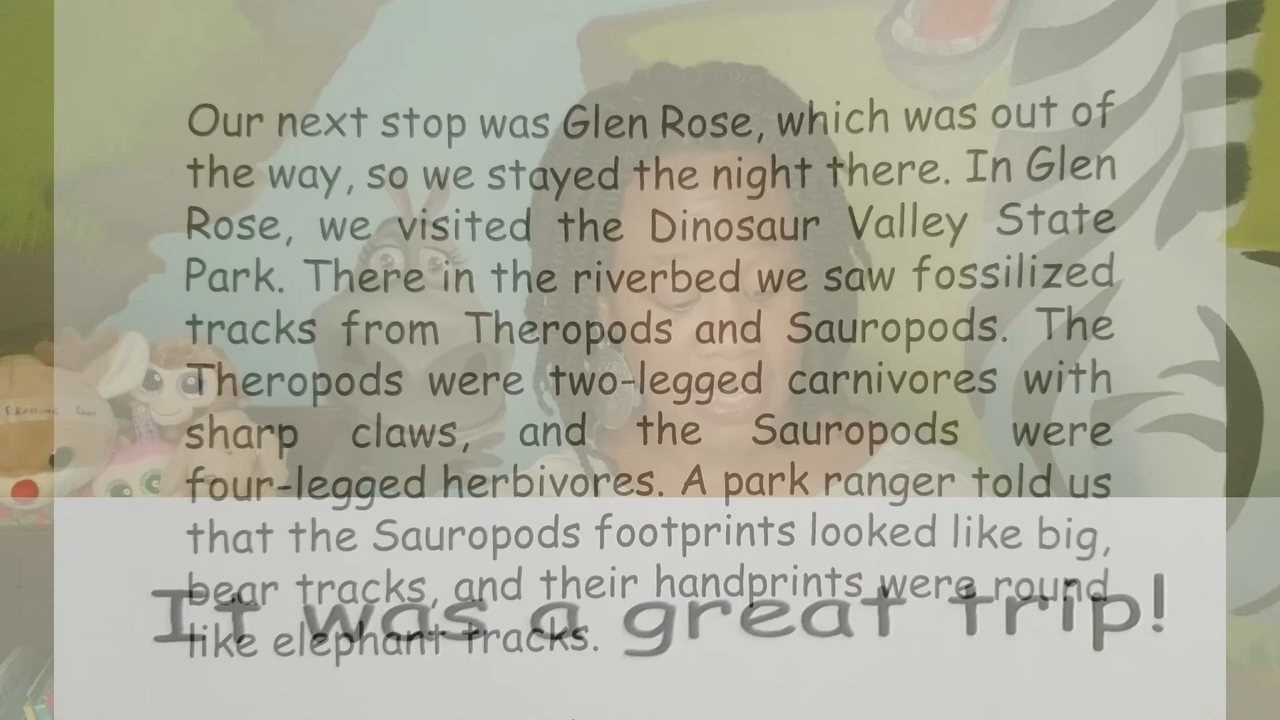 Our next stop was Glen Rose, which was out of
the way, so we stayed the night there. In Glen
Rose, we visited the Dinosaur Valley State
Park. There in the riverbed we saw fossilized
tracks from Theropods and Sauropods. The
Theropods were two-legged carnivores with
sharp claws, and the Sauropods were
four-legged herbivores. A park ranger told us
that the Sauropods footprints looked like big,
bear tracks, and their handprints were round
like elephant tracks.
It was a great trip!